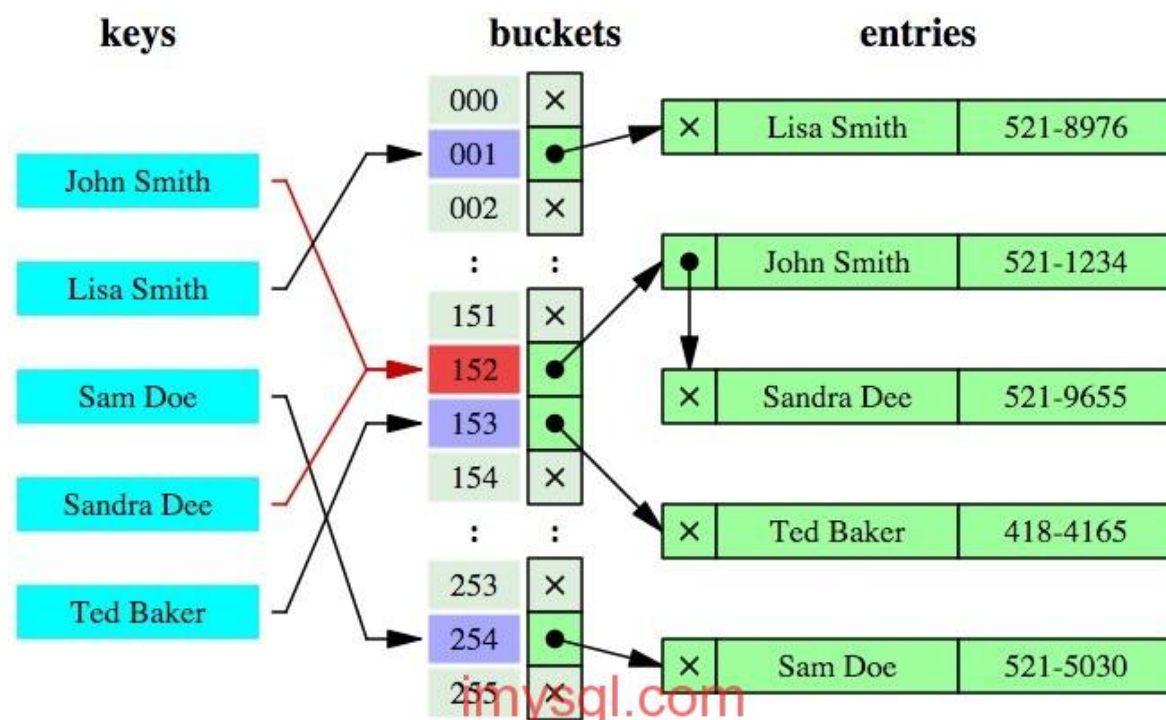 keys
buckets
entries
John Smith
Lisa Smith
Sam Doe
Sandra Dee
Ted Baker
000
001
002
:
151
152
153
154
:
253
254
255
×
×
:
×
×
:
×
×
:
× Lisa Smith 521-8976
John Smith 521-1234
× Sandra Dee 521-9655
× Ted Baker 418-4165
× Sam Doe 521-5030
imysql.com